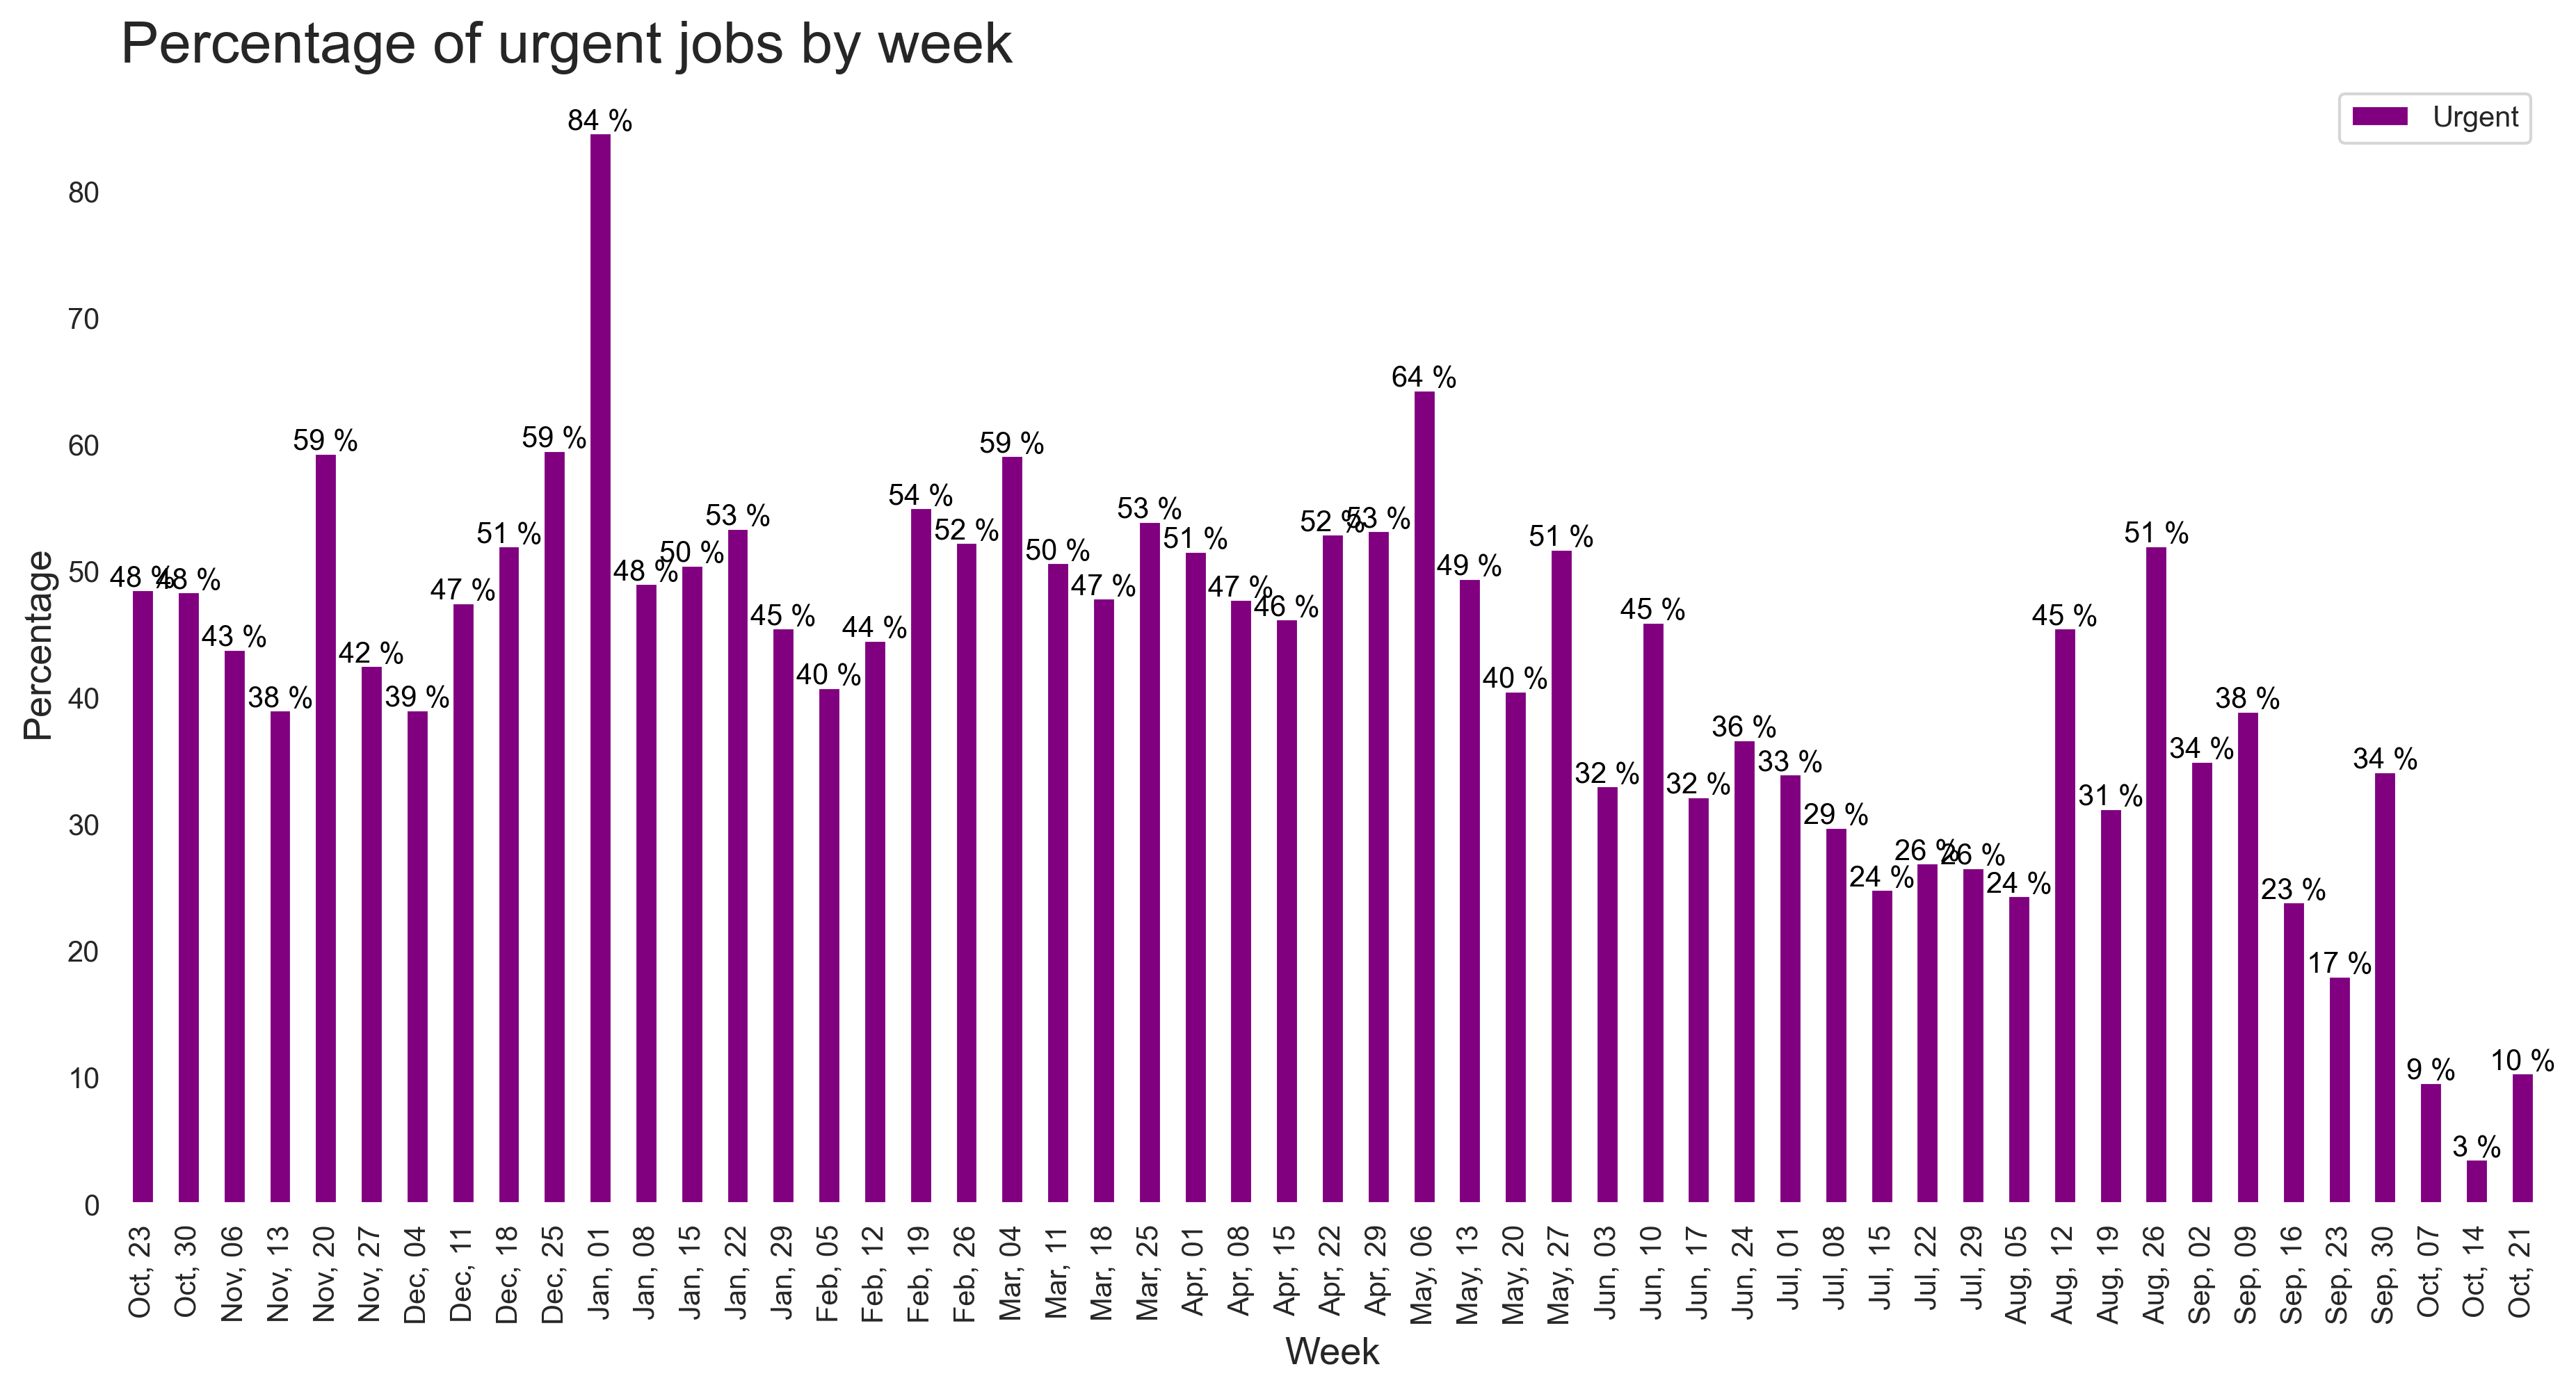 Percentage of urgent jobs by week
Urgent
Percentage
80
70
60
50
40
30
20
10
0
48 %
48 %
43 %
38 %
59 %
42 %
39 %
47 %
51 %
59 %
84 %
48 %
50 %
53 %
45 %
40 %
44 %
54 %
52 %
59 %
50 %
47 %
53 %
51 %
47 %
46 %
52 %
53 %
64 %
49 %
40 %
51 %
32 %
45 %
32 %
36 %
33 %
29 %
24 %
26 %
26 %
24 %
45 %
31 %
51 %
34 %
38 %
23 %
17 %
34 %
9 %
3 %
10 %
Oct, 23
Oct, 30
Nov, 06
Nov, 13
Nov, 20
Nov, 27
Dec, 04
Dec, 11
Dec, 18
Dec, 25
Jan, 01
Jan, 08
Jan, 15
Jan, 22
Jan, 29
Feb, 05
Feb, 12
Feb, 19
Feb, 26
Mar, 04
Mar, 11
Mar, 18
Mar, 25
Apr, 01
Apr, 08
Apr, 15
Apr, 22
Apr, 29
May, 06
May, 13
May, 20
May, 27
Jun, 03
Jun, 10
Jun, 17
Jun, 24
Jul, 01
Jul, 08
Jul, 15
Jul, 22
Jul, 29
Aug, 05
Aug, 12
Aug, 19
Aug, 26
Sep, 02
Sep, 09
Sep, 16
Sep, 23
Sep, 30
Oct, 07
Oct, 14
Oct, 21
Week